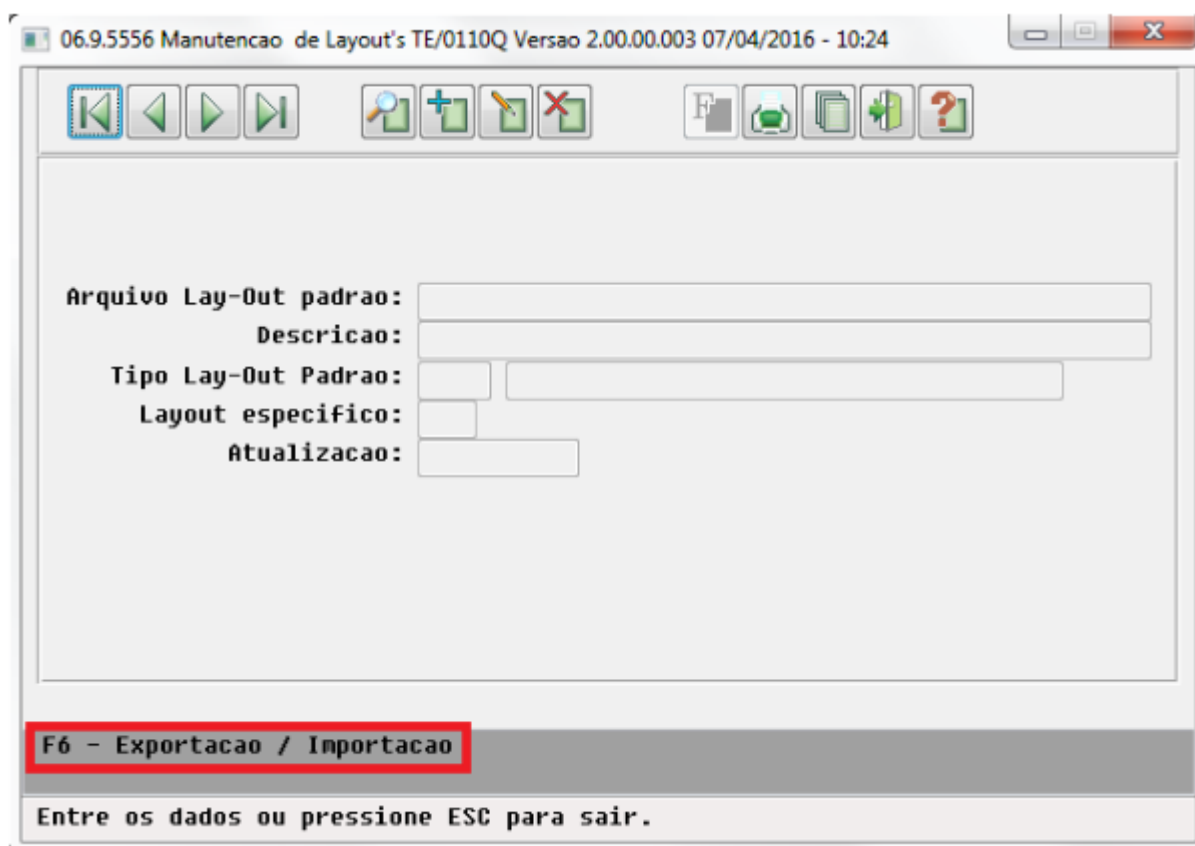 06.9.5556 Manutencao de Layout's TE/0110Q Versao 2.00.00.003 07/04/2016 - 10:24
F
Arquivo Lay-Out padrao:
Descricao:
Tipo Lay-Out Padrao:
Layout especifico:
Atualizacao:
F6 - Exportacao / Importacao
Entre os dados ou pressione ESC para sair.